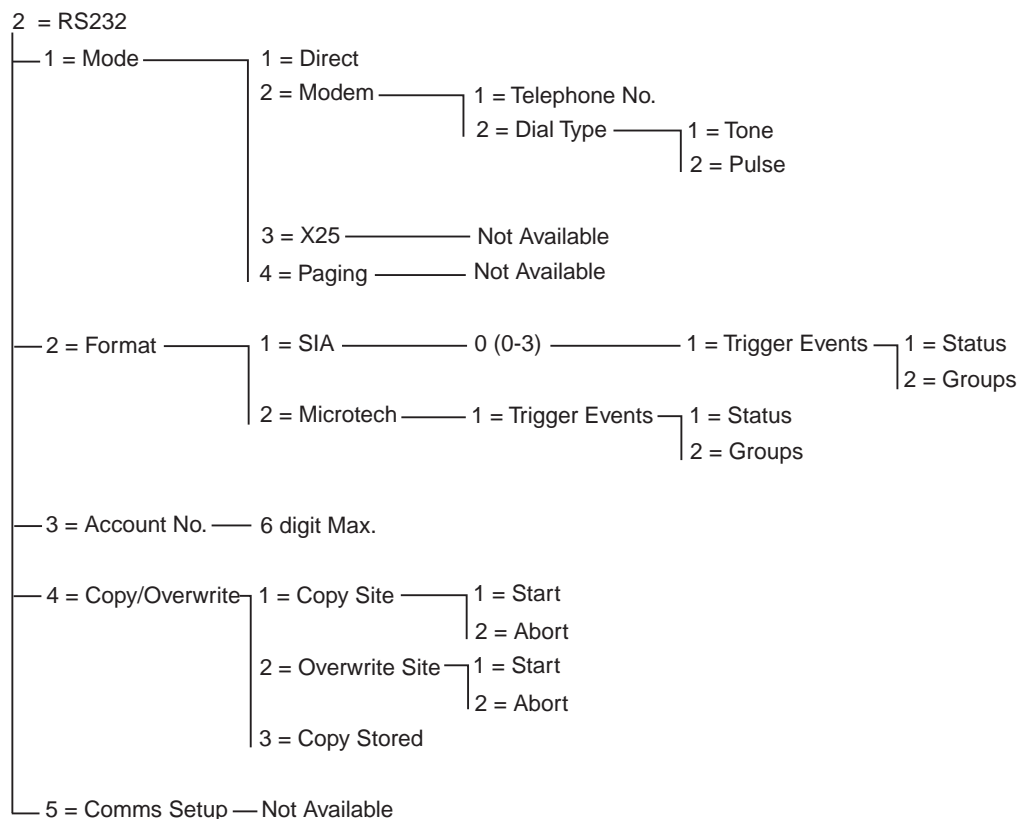 2 = RS232
1 = Mode
1 = Direct
2 = Modem
1 = Telephone No.
2 = Dial Type
1 = Tone
2 = Pulse
3 = X25
Not Available
4 = Paging
Not Available
2 = Format
1 = SIA
0 (0-3)
1 = Trigger Events
1 = Status
2 = Groups
2 = Microtech
1 = Trigger Events
1 = Status
2 = Groups
3 = Account No.
6 digit Max.
4 = Copy/Overwrite
1 = Copy Site
1 = Start
2 = Abort
2 = Overwrite Site
1 = Start
2 = Abort
3 = Copy Stored
5 = Comms Setup
Not Available